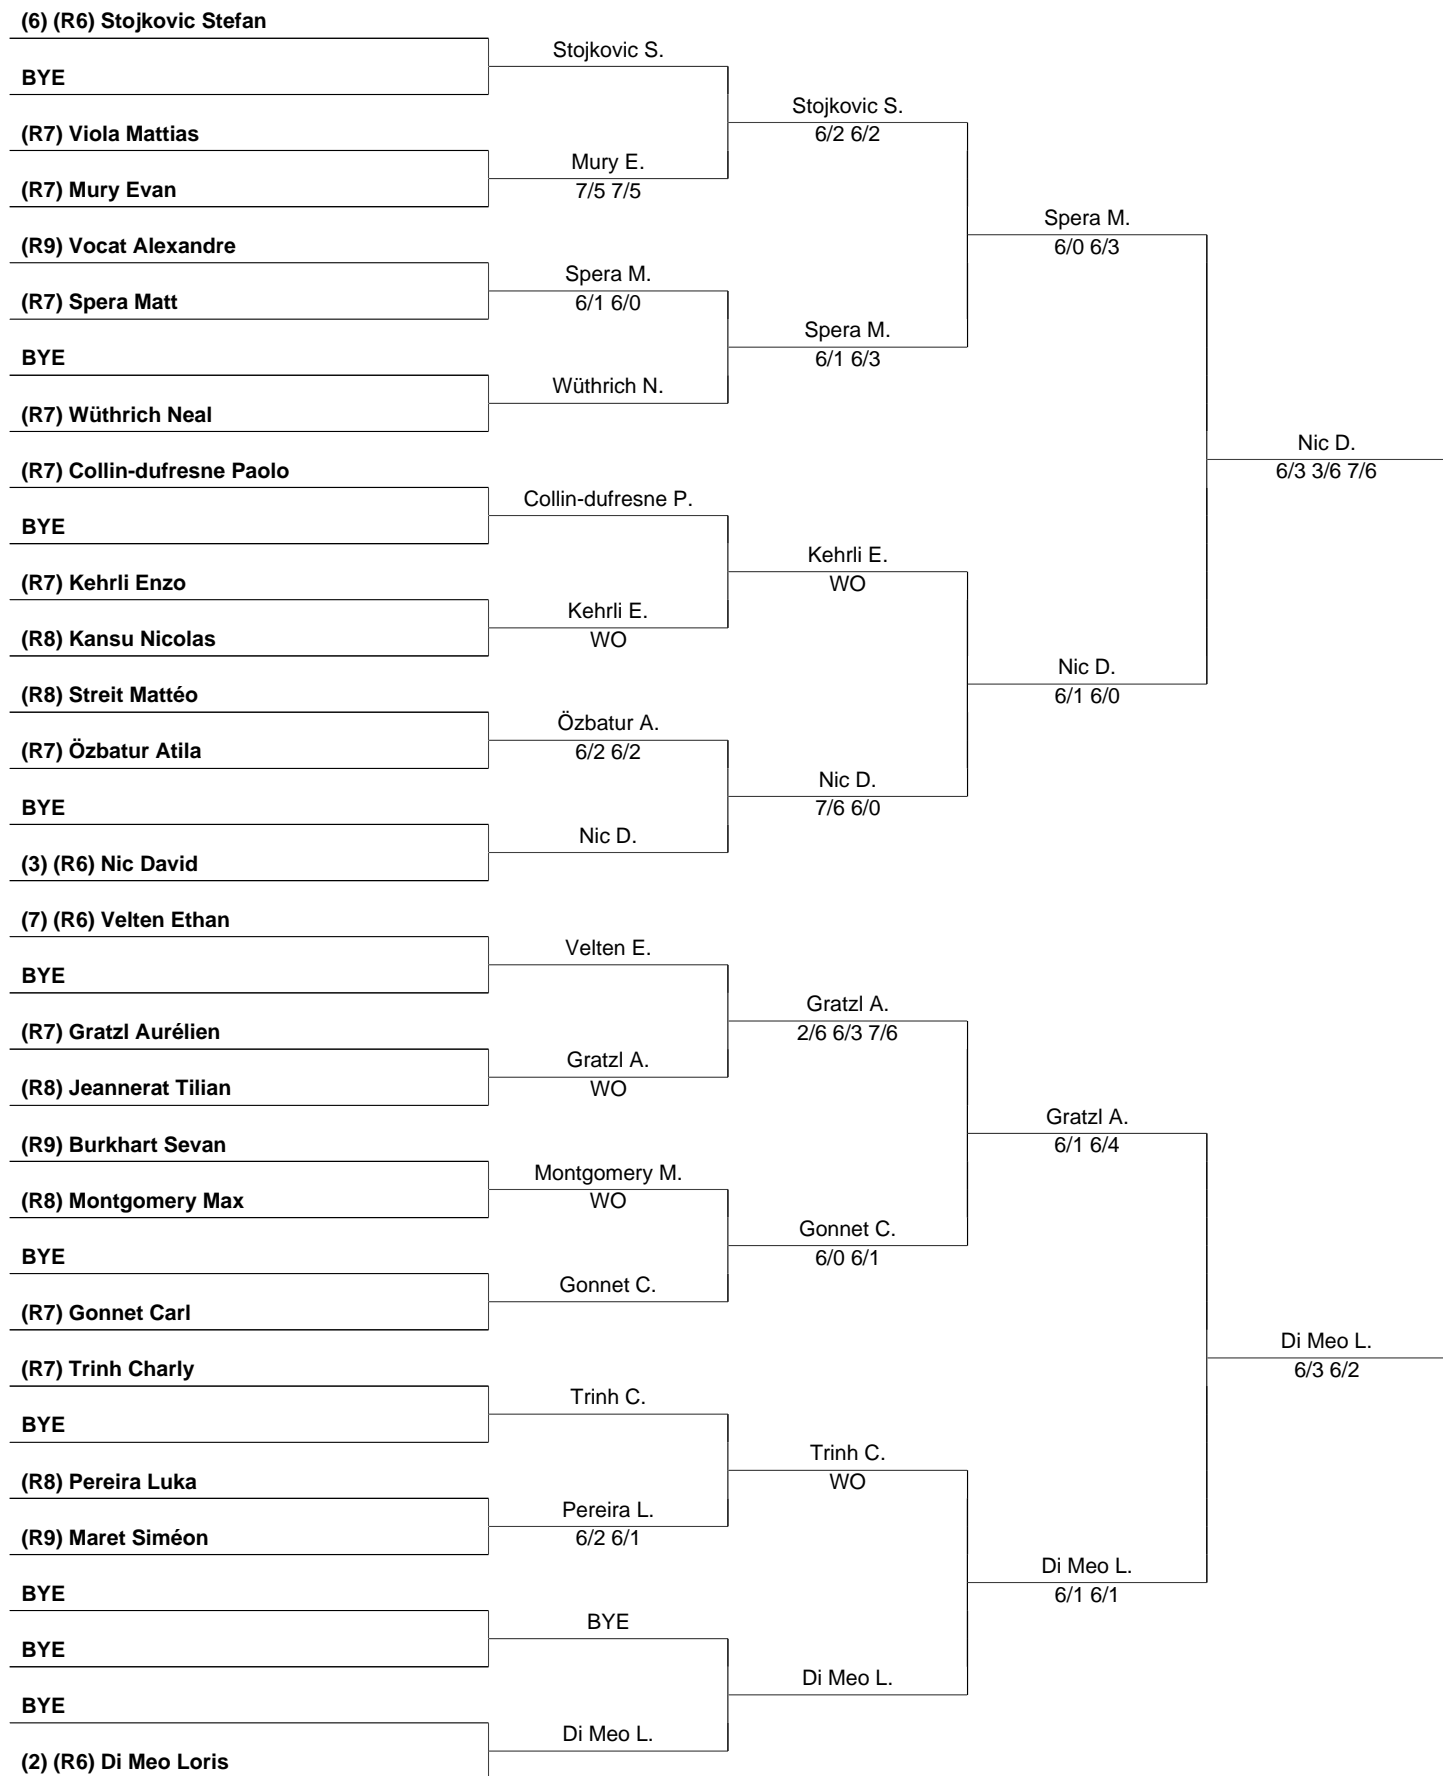 (6) (R6) Stojkovic Stefan
Stojkovic S.
BYE
Stojkovic S.
6/2 6/2
(R7) Viola Mattias
Mury E.
7/5 7/5
(R7) Mury Evan
Spera M.
6/0 6/3
(R9) Vocat Alexandre
Spera M.
6/1 6/0
(R7) Spera Matt
Spera M.
6/1 6/3
BYE
Wüthrich N.
(R7) Wüthrich Neal
Nic D.
6/3 3/6 7/6
(R7) Collin-dufresne Paolo
Collin-dufresne P.
BYE
Kehrli E.
WO
(R7) Kehrli Enzo
Kehrli E.
WO
(R8) Kansu Nicolas
Nic D.
6/1 6/0
(R8) Streit Mattéo
Özbatur A.
6/2 6/2
(R7) Özbatur Atila
Nic D.
7/6 6/0
BYE
Nic D.
(3) (R6) Nic David
(7) (R6) Velten Ethan
Velten E.
BYE
Gratzl A.
2/6 6/3 7/6
(R7) Gratzl Aurélien
Gratzl A.
WO
(R8) Jeannerat Tilian
Gratzl A.
6/1 6/4
(R9) Burkhart Sevan
Montgomery M.
WO
(R8) Montgomery Max
Gonnet C.
6/0 6/1
BYE
Gonnet C.
(R7) Gonnet Carl
Di Meo L.
6/3 6/2
(R7) Trinh Charly
Trinh C.
BYE
Trinh C.
WO
(R8) Pereira Luka
Pereira L.
6/2 6/1
(R9) Maret Siméon
Di Meo L.
6/1 6/1
BYE
BYE
BYE
Di Meo L.
BYE
Di Meo L.
(2) (R6) Di Meo Loris